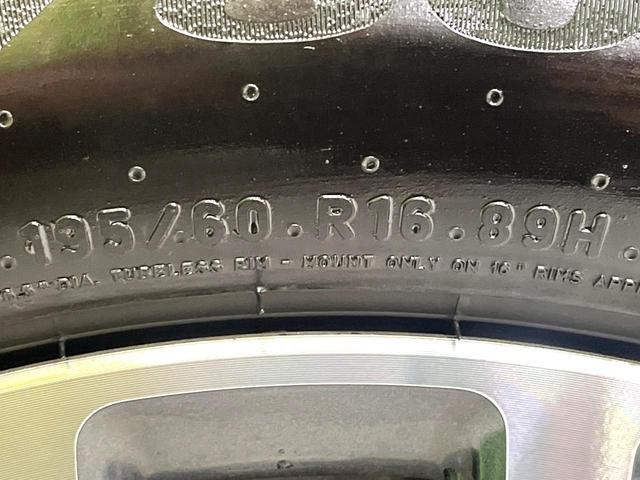 195/60.R16.89H.
DIA. TUBELESS RIM - MOUNT ONLY ON 16" RIMS